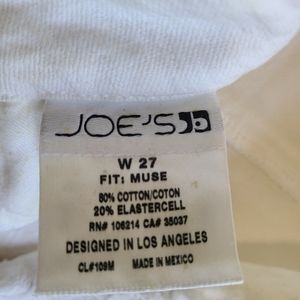 JOE'S
W 27
FIT: MUSE
80% COTTON/COTON
20% ELASTERCELL
RN# 106214 CA# 35037
DESIGNED IN LOS ANGELES
CL#109M MADE IN MEXICO